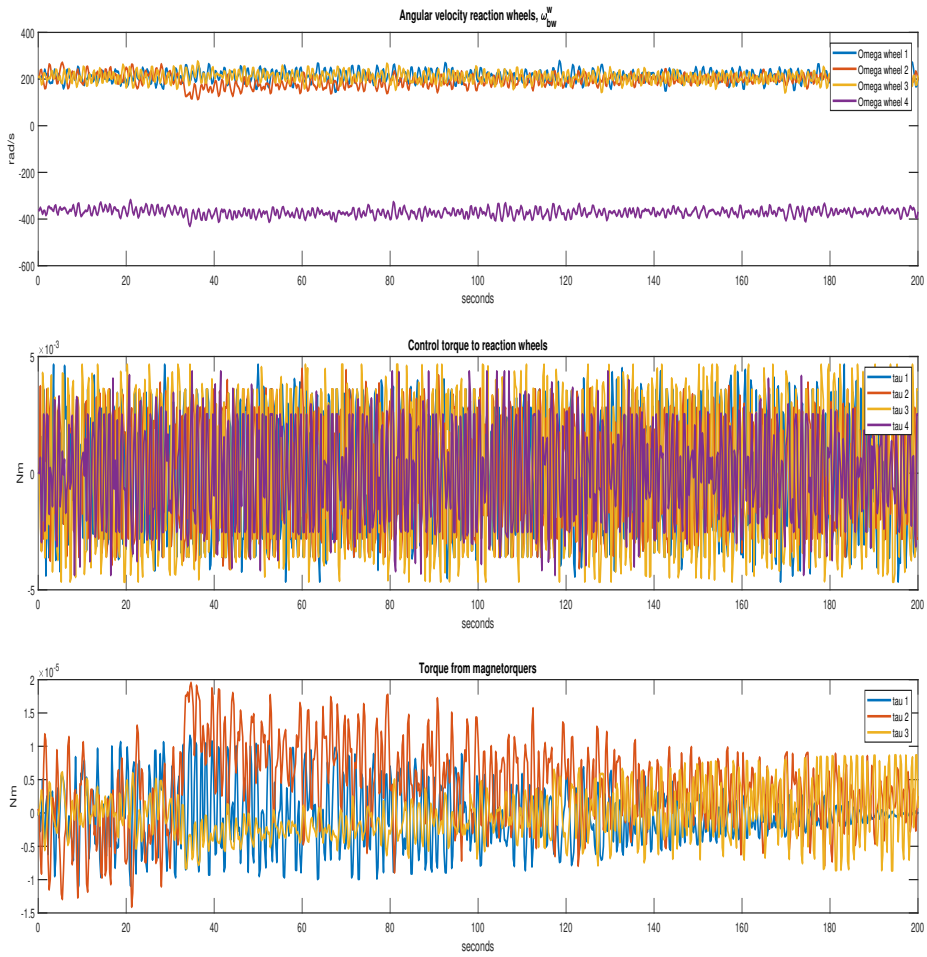 Angular velocity reaction wheels, ω_bw^w
400
200
0
-200
-400
-600
rad/s
0 20 40 60 80 100 120 140 160 180 200
seconds
Omega wheel 1
Omega wheel 2
Omega wheel 3
Omega wheel 4
Control torque to reaction wheels
×10^-3
5
0
-5
Nm
0 20 40 60 80 100 120 140 160 180 200
seconds
tau 1
tau 2
tau 3
tau 4
Torque from magnetorquers
×10^-5
2
1.5
1
0.5
0
-0.5
-1
-1.5
Nm
0 20 40 60 80 100 120 140 160 180 200
seconds
tau 1
tau 2
tau 3